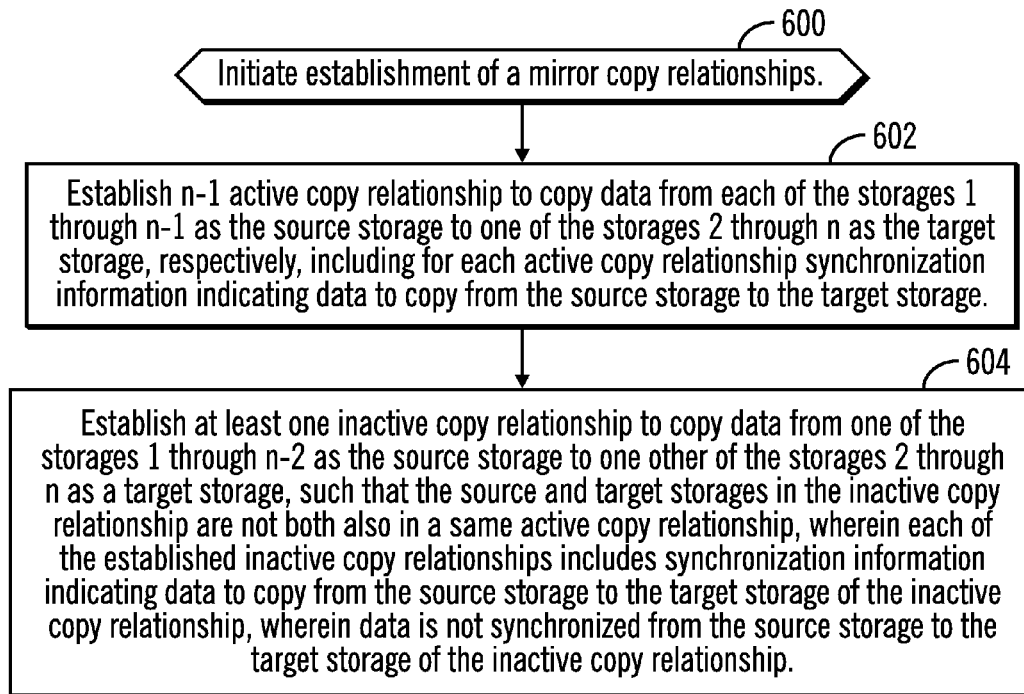 600
Initiate establishment of a mirror copy relationships.
602
Establish n-1 active copy relationship to copy data from each of the storages 1
through n-1 as the source storage to one of the storages 2 through n as the target
storage, respectively, including for each active copy relationship synchronization
information indicating data to copy from the source storage to the target storage.
604
Establish at least one inactive copy relationship to copy data from one of the
storages 1 through n-2 as the source storage to one other of the storages 2 through
n as a target storage, such that the source and target storages in the inactive copy
relationship are not both also in a same active copy relationship, wherein each of
the established inactive copy relationships includes synchronization information
indicating data to copy from the source storage to the target storage of the inactive
copy relationship, wherein data is not synchronized from the source storage to the
target storage of the inactive copy relationship.